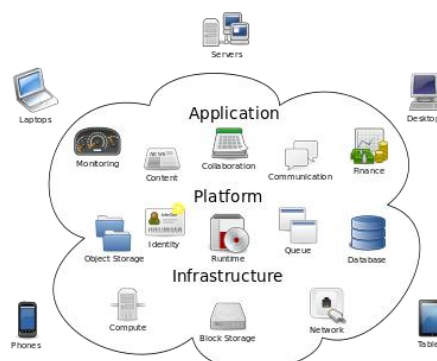 Servers
Laptops
Desktop
Application
Monitoring
NEWS
Content
Collaboration
Communication
Finance
Platform
Object Storage
Identity
Runtime
Queue
Database
Infrastructure
Compute
Block Storage
Network
Phones
Table